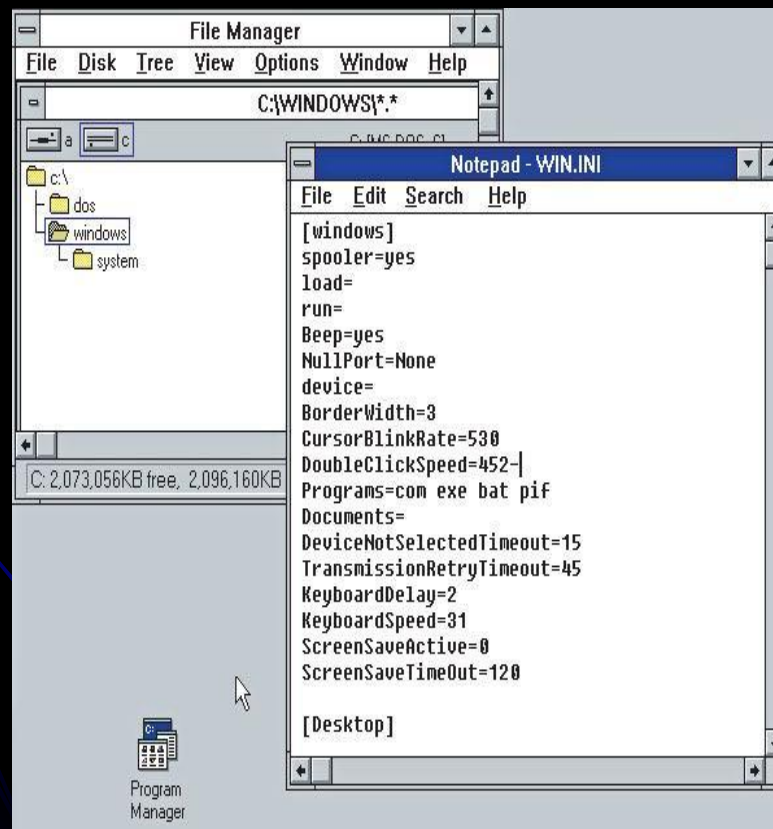 File Manager
File Disk Tree View Options Window Help
C:\WINDOWS\*.*
a c
c:\
dos
windows
system
C: 2,073,056KB free, 2,096,160KB
Notepad - WIN.INI
File Edit Search Help
[windows]
spooler=yes
load=
run=
Beep=yes
NullPort=None
device=
BorderWidth=3
CursorBlinkRate=530
DoubleClickSpeed=452-
Programs=com exe bat pif
Documents=
DeviceNotSelectedTimeout=15
TransmissionRetryTimeout=45
KeyboardDelay=2
KeyboardSpeed=31
ScreenSaveActive=0
ScreenSaveTimeOut=120
[Desktop]
C:
Program
Manager